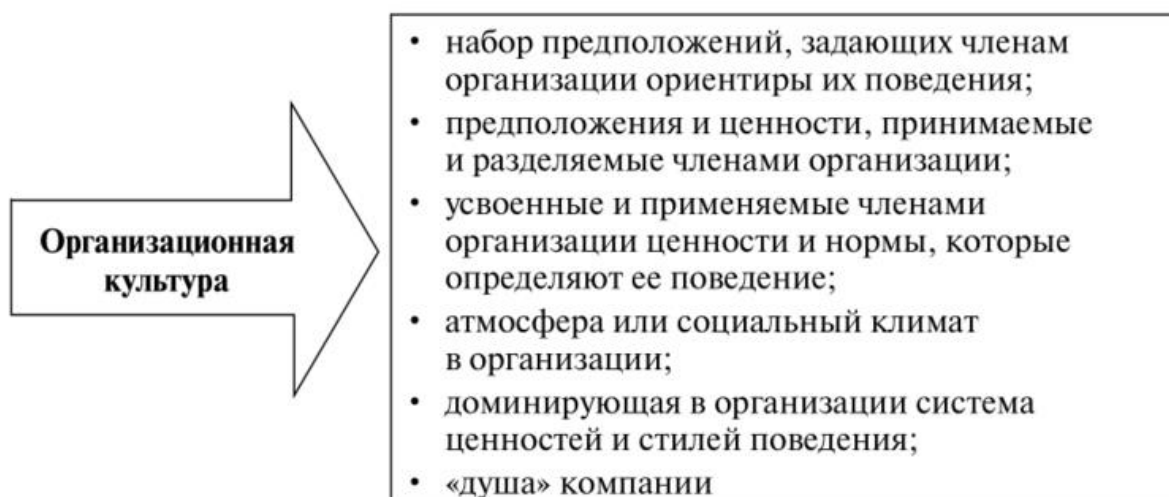 Организационная
культура
• набор предположений, задающих членам
организации ориентиры их поведения;
• предположения и ценности, принимаемые
и разделяемые членами организации;
• усвоенные и применяемые членами
организации ценности и нормы, которые
определяют ее поведение;
• атмосфера или социальный климат
в организации;
• доминирующая в организации система
ценностей и стилей поведения;
• «душа» компании